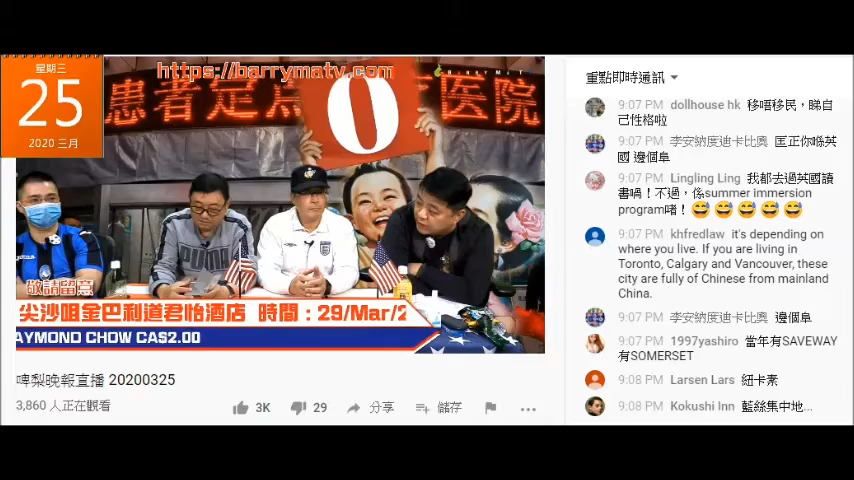 星期三
25
2020 三月
https://barrymatv.com
患者定點
0
医院
PUMA
敬請留意
尖沙咀金巴利道君怡酒店 時間：29/Mar/2
AYMOND CHOW CA$2.00
啤梨晚報直播 20200325
3,860 人正在觀看
3K
29
分享
儲存
重點即時通訊
9:07 PM dollhouse hk 移唔移民，睇自
己性格啦
9:07 PM 李安納度迪卡比奧 匡正你喺英
國 邊個阜
9:07 PM Lingling Ling 我都去過英國讀
書喎！不過，係summer immersion
program啫！😅😅😅😅😅
9:07 PM khfredlaw it's depending on
where you live. If you are living in
Toronto, Calgary and Vancouver, these
city are fully of Chinese from mainland
China.
9:07 PM 李安納度迪卡比奧 邊個阜
9:07 PM 1997yashiro 當年有SAVEWAY
有SOMERSET
9:08 PM Larsen Lars 紐卡素
9:08 PM Kokushi Inn 藍絲集中地...